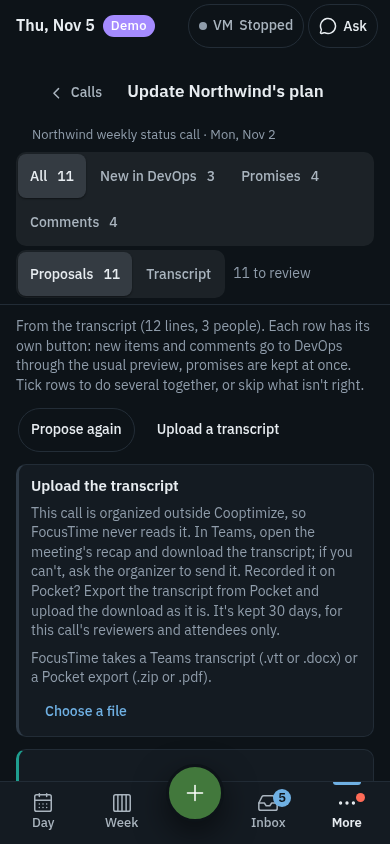 Thu, Nov 5 Demo VM Stopped Ask
Calls Update Northwind's plan
Northwind weekly status call · Mon, Nov 2
All 11 New in DevOps 3 Promises 4
Comments 4
Proposals 11 Transcript 11 to review
From the transcript (12 lines, 3 people). Each row has its
own button: new items and comments go to DevOps
through the usual preview, promises are kept at once.
Tick rows to do several together, or skip what isn't right.
Propose again Upload a transcript
Upload the transcript
This call is organized outside Cooptimize, so
FocusTime never reads it. In Teams, open the
meeting's recap and download the transcript; if you
can't, ask the organizer to send it. Recorded it on
Pocket? Export the transcript from Pocket and
upload the download as it is. It's kept 30 days, for
this call's reviewers and attendees only.
FocusTime takes a Teams transcript (.vtt or .docx) or
a Pocket export (.zip or .pdf).
Choose a file
Day Week Inbox 5 More